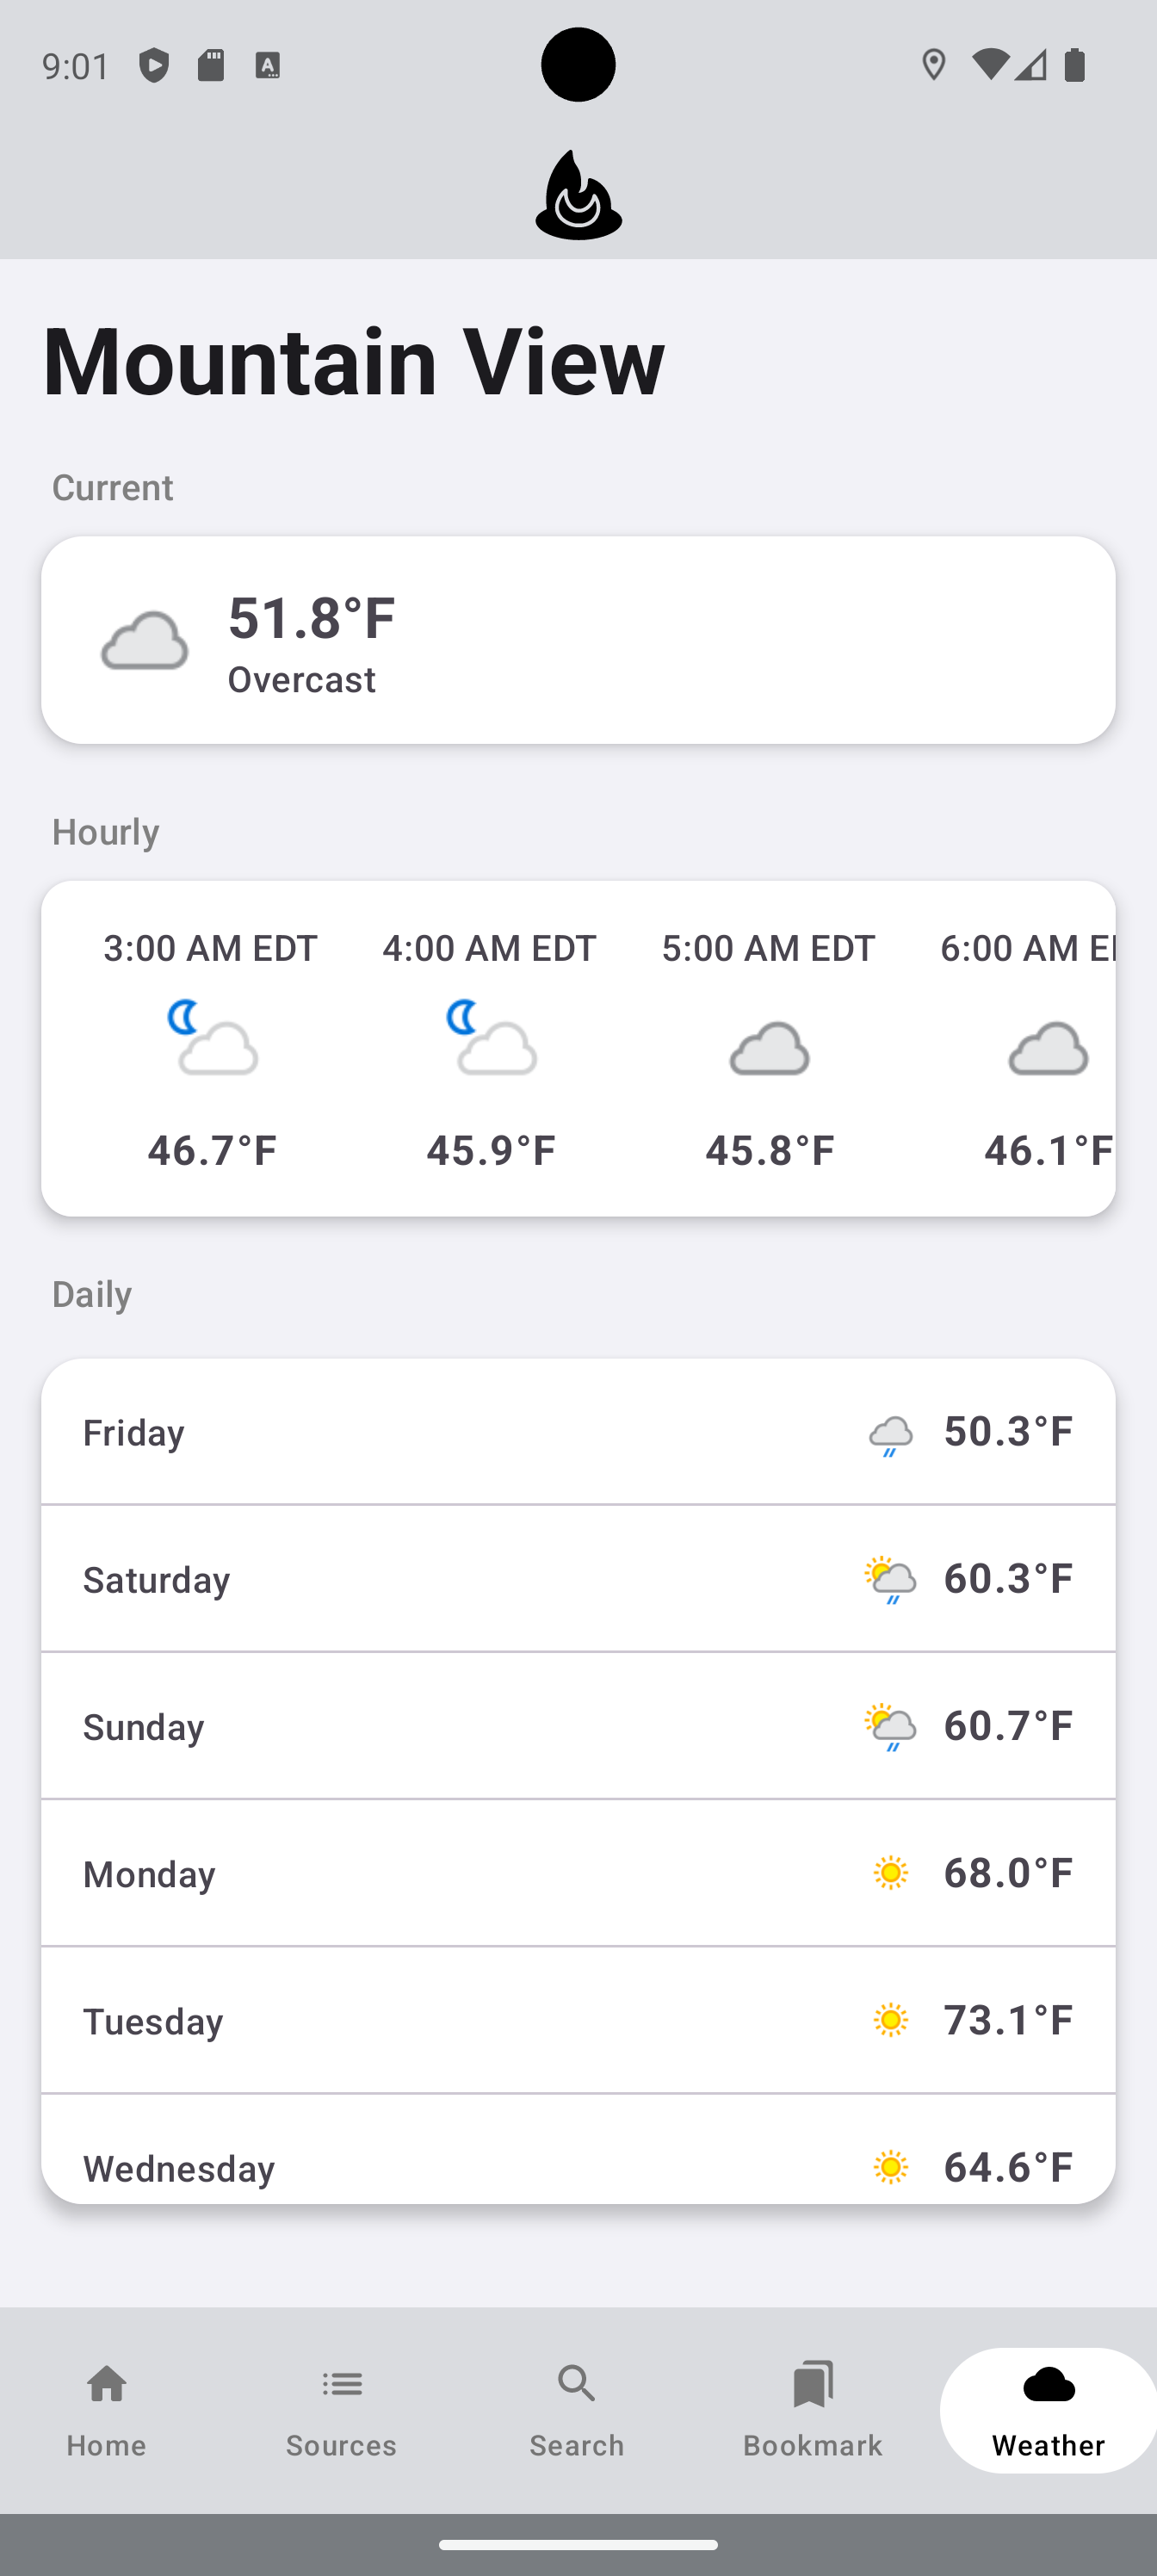 9:01
Mountain View
Current
51.8°F
Overcast
Hourly
3:00 AM EDT 4:00 AM EDT 5:00 AM EDT 6:00 AM
46.7°F 45.9°F 45.8°F 46.1°F
Daily
Friday 50.3°F
Saturday 60.3°F
Sunday 60.7°F
Monday 68.0°F
Tuesday 73.1°F
Wednesday 64.6°F
Home Sources Search Bookmark Weather